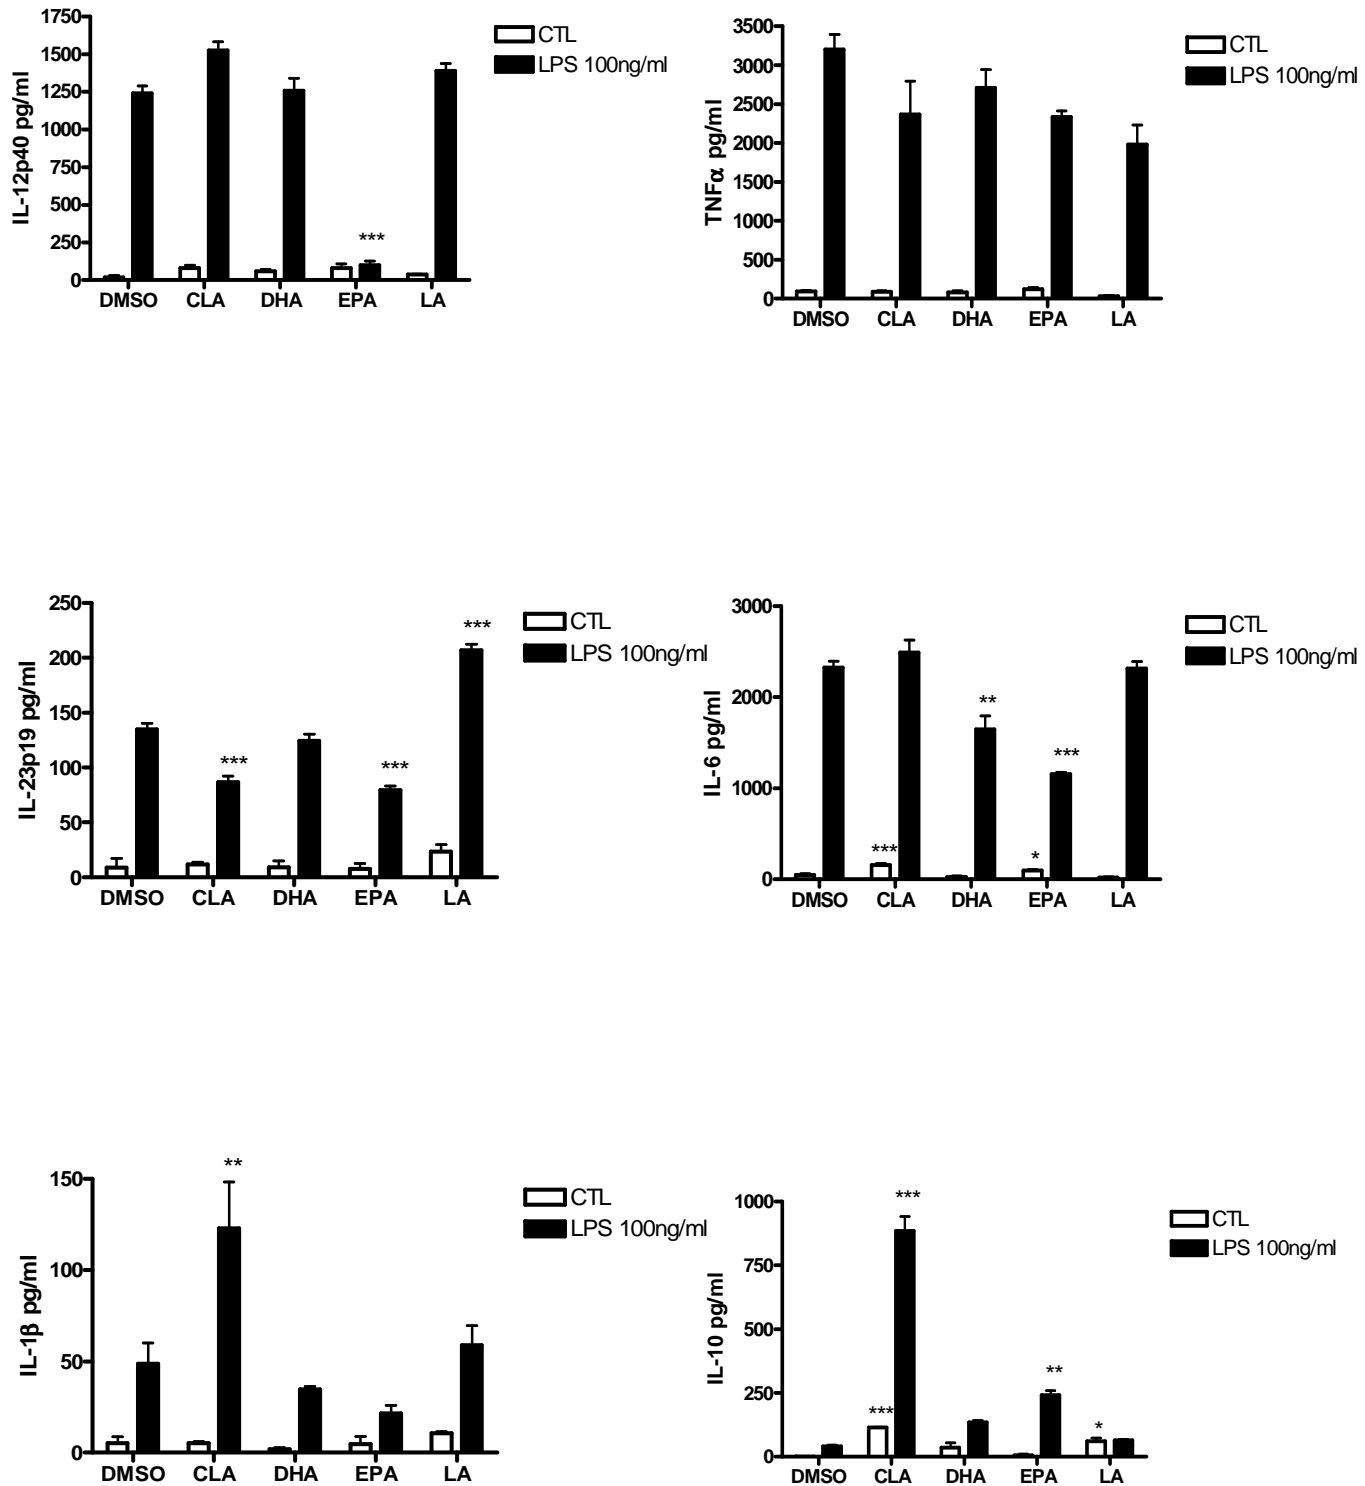 1750
1500
1250
1000
750
500
250
0
IL-12p40 pg/ml
***
DMSO CLA DHA EPA LA
CTL
LPS 100ng/ml
3500
3000
2500
2000
1500
1000
500
0
TNFα pg/ml
DMSO CLA DHA EPA LA
CTL
LPS 100ng/ml
250
200
150
100
50
0
IL-23p19 pg/ml
*** *** ***
DMSO CLA DHA EPA LA
CTL
LPS 100ng/ml
3000
2000
1000
0
IL-6 pg/ml
*** ** * ***
DMSO CLA DHA EPA LA
CTL
LPS 100ng/ml
150
100
50
0
IL-1β pg/ml
**
DMSO CLA DHA EPA LA
CTL
LPS 100ng/ml
1000
750
500
250
0
IL-10 pg/ml
*** *** ** *
DMSO CLA DHA EPA LA
CTL
LPS 100ng/ml